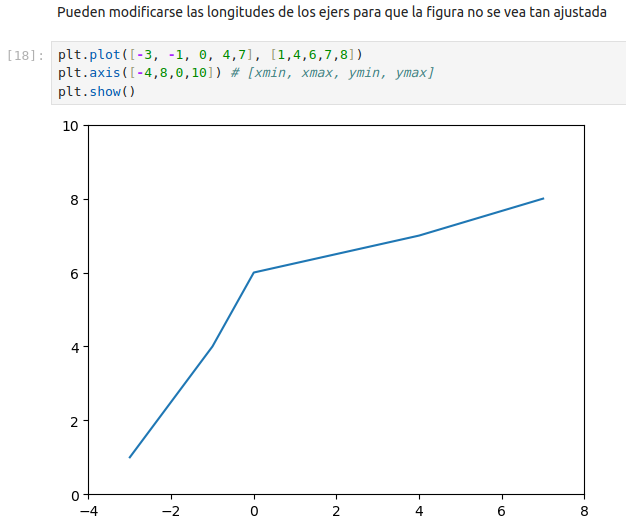 Pueden modificarse las longitudes de los ejers para que la figura no se vea tan ajustada
[18]: plt.plot([-3, -1, 0, 4,7], [1,4,6,7,8])
plt.axis([-4,8,0,10]) # [xmin, xmax, ymin, ymax]
plt.show()
10
8
6
4
2
0
−4 −2 0 2 4 6 8